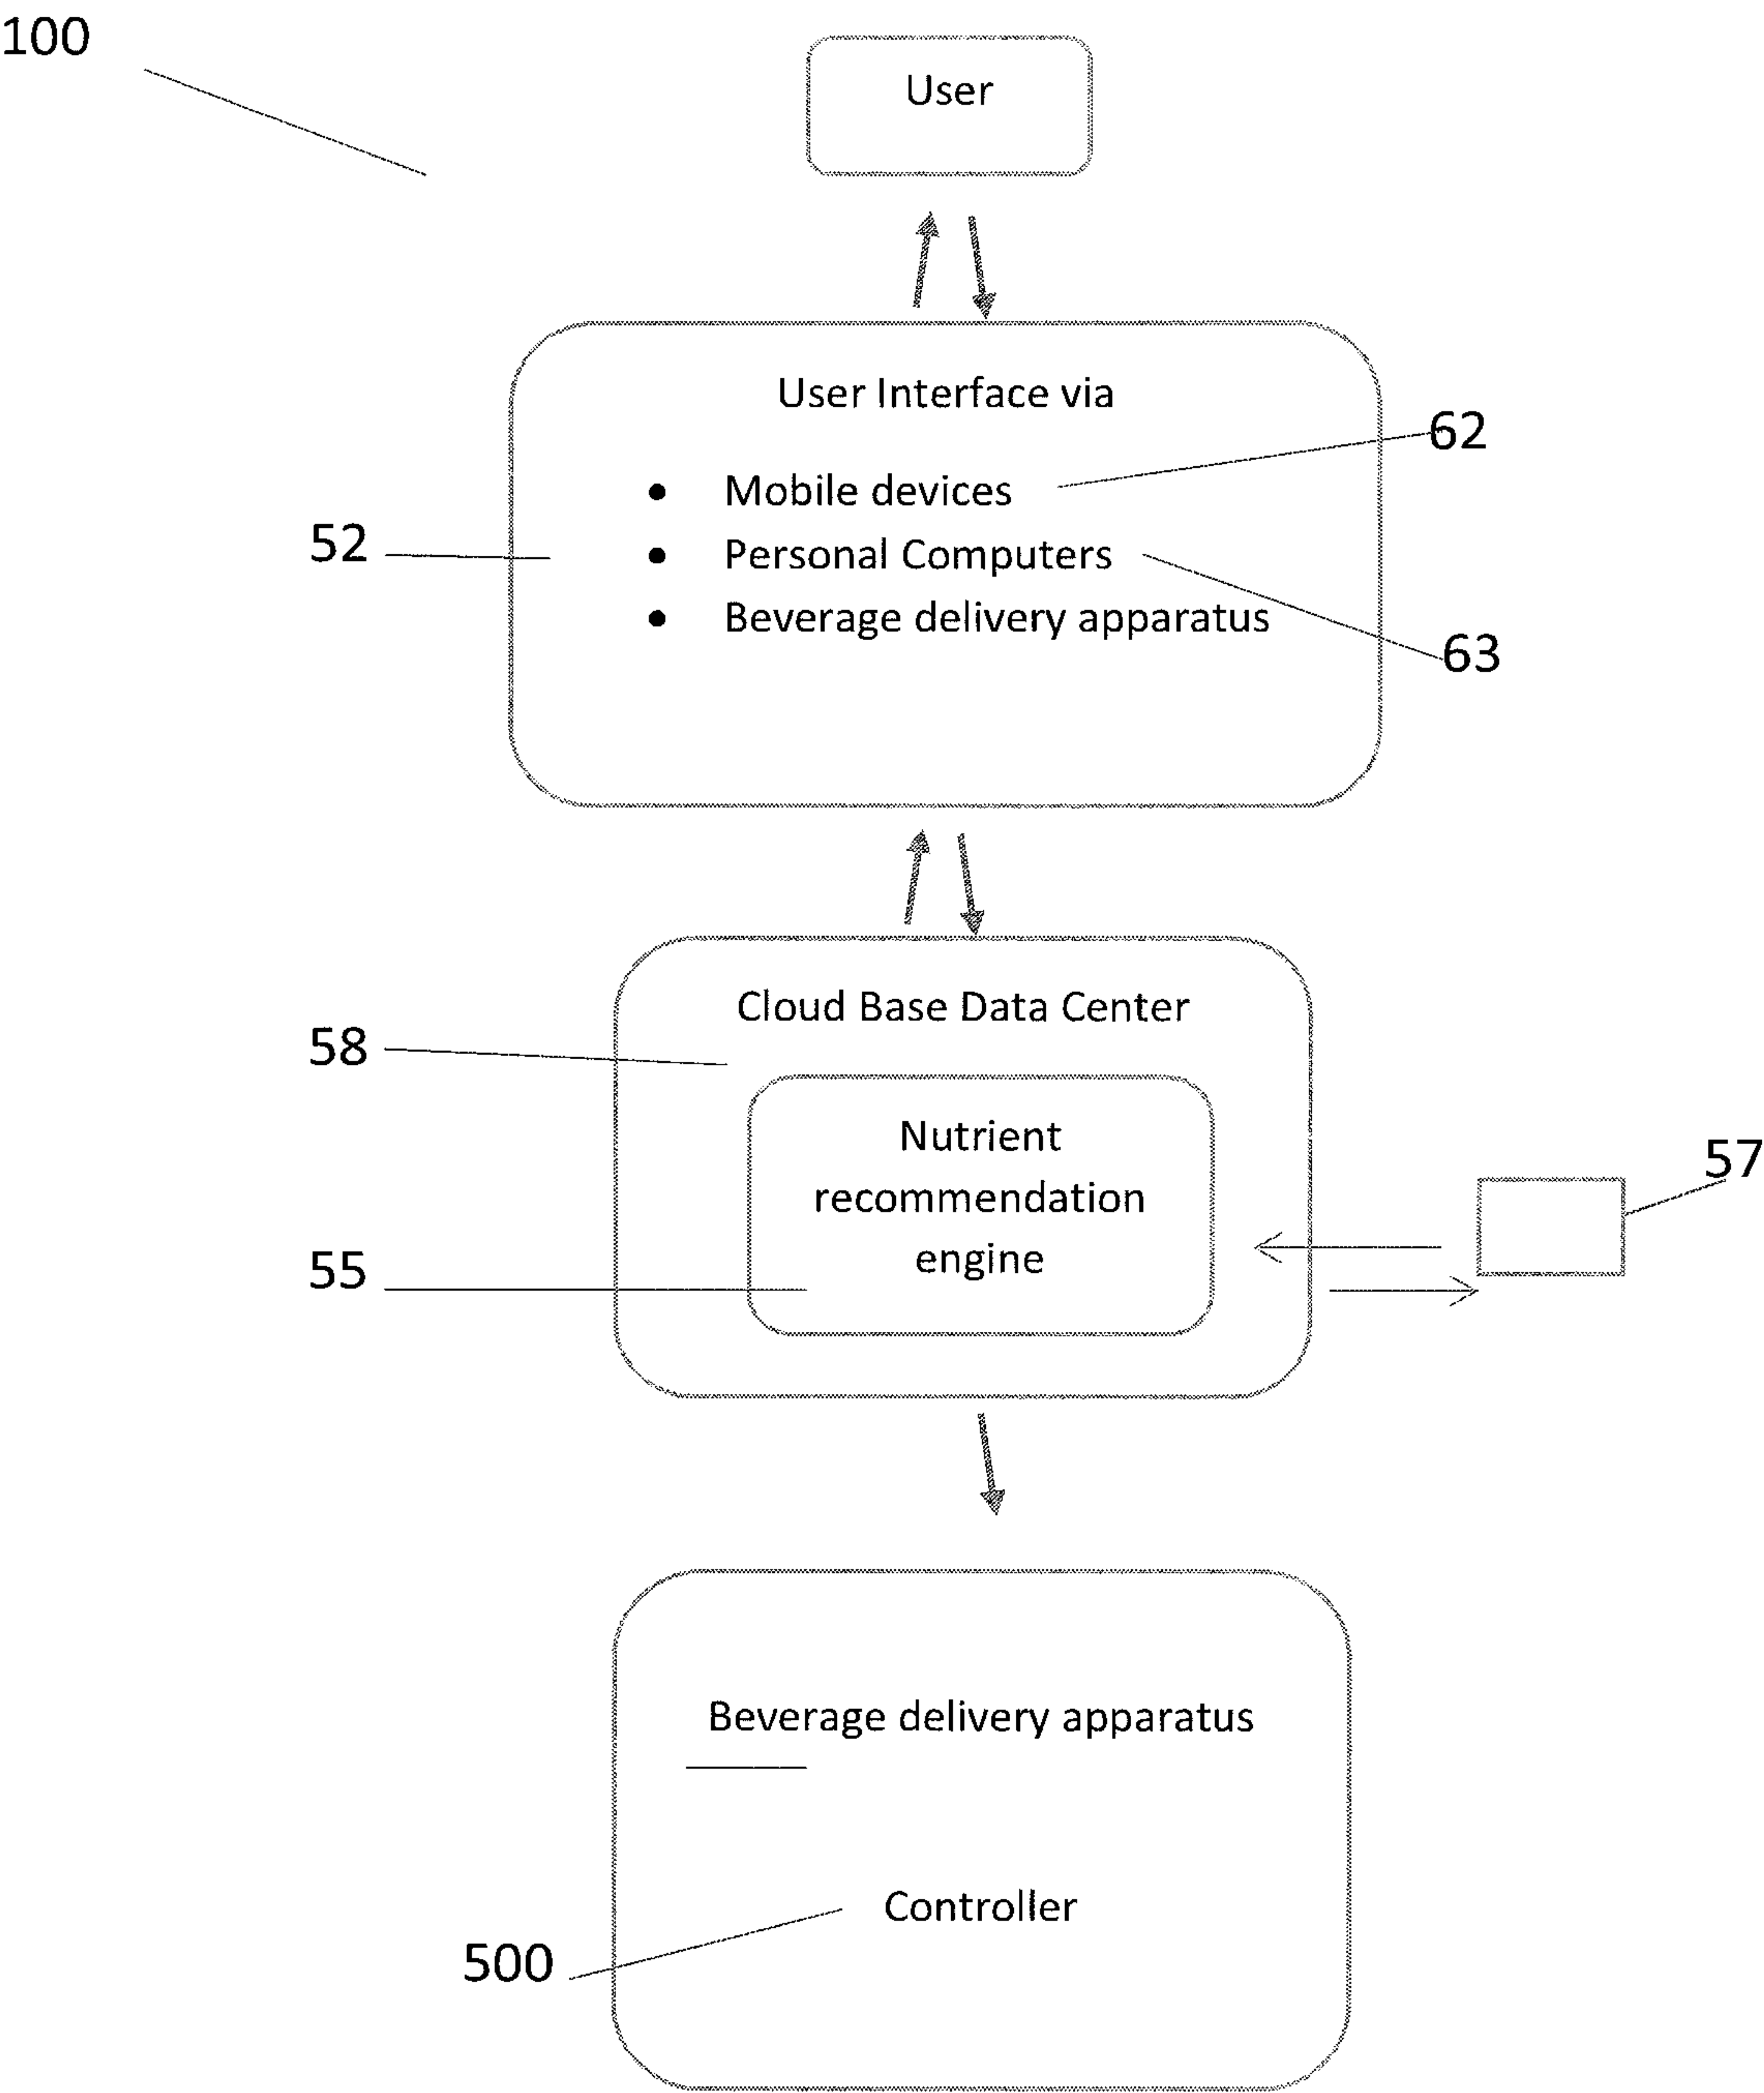 100
User
User Interface via
62
• Mobile devices
52
• Personal Computers
• Beverage delivery apparatus
63
Cloud Base Data Center
58
Nutrient
recommendation
engine
57
55
Beverage delivery apparatus
Controller
500